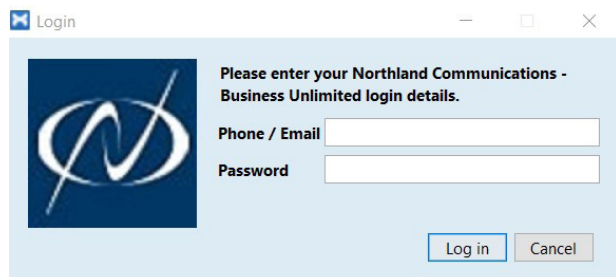 Login
Please enter your Northland Communications -
Business Unlimited login details.
Phone / Email
Password
Log in Cancel